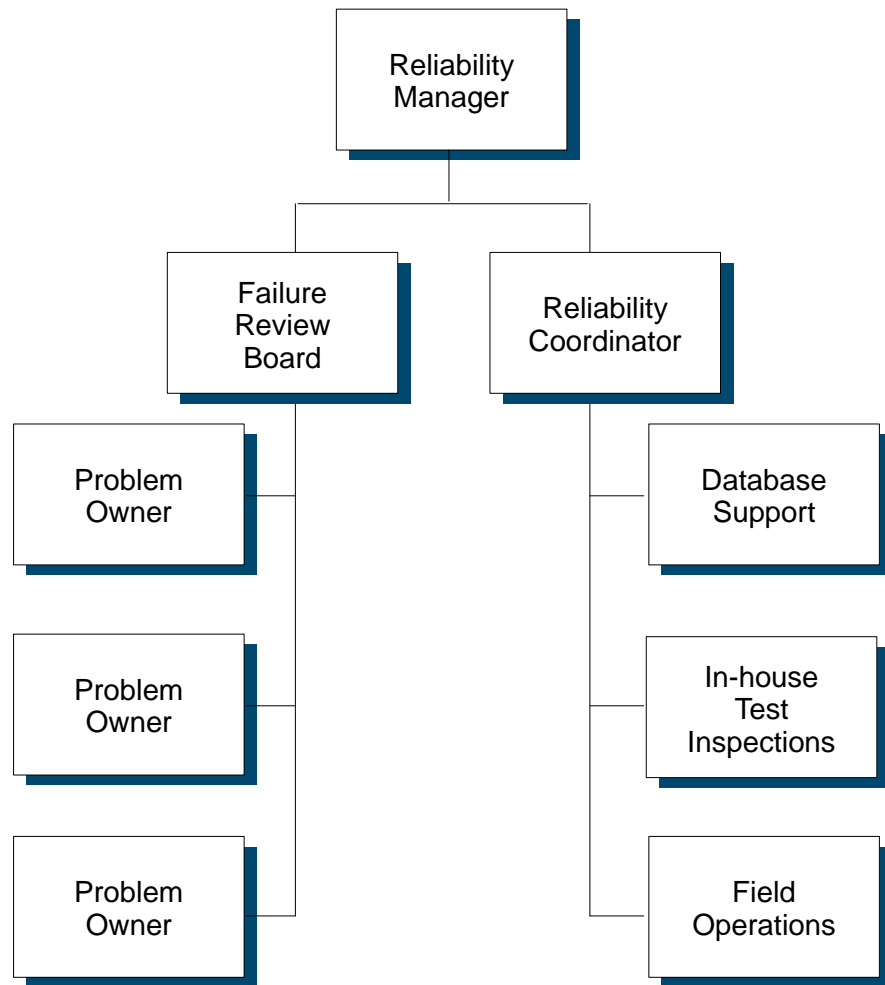 Reliability
Manager
Failure
Review
Board
Reliability
Coordinator
Problem
Owner
Database
Support
Problem
Owner
In-house
Test
Inspections
Problem
Owner
Field
Operations